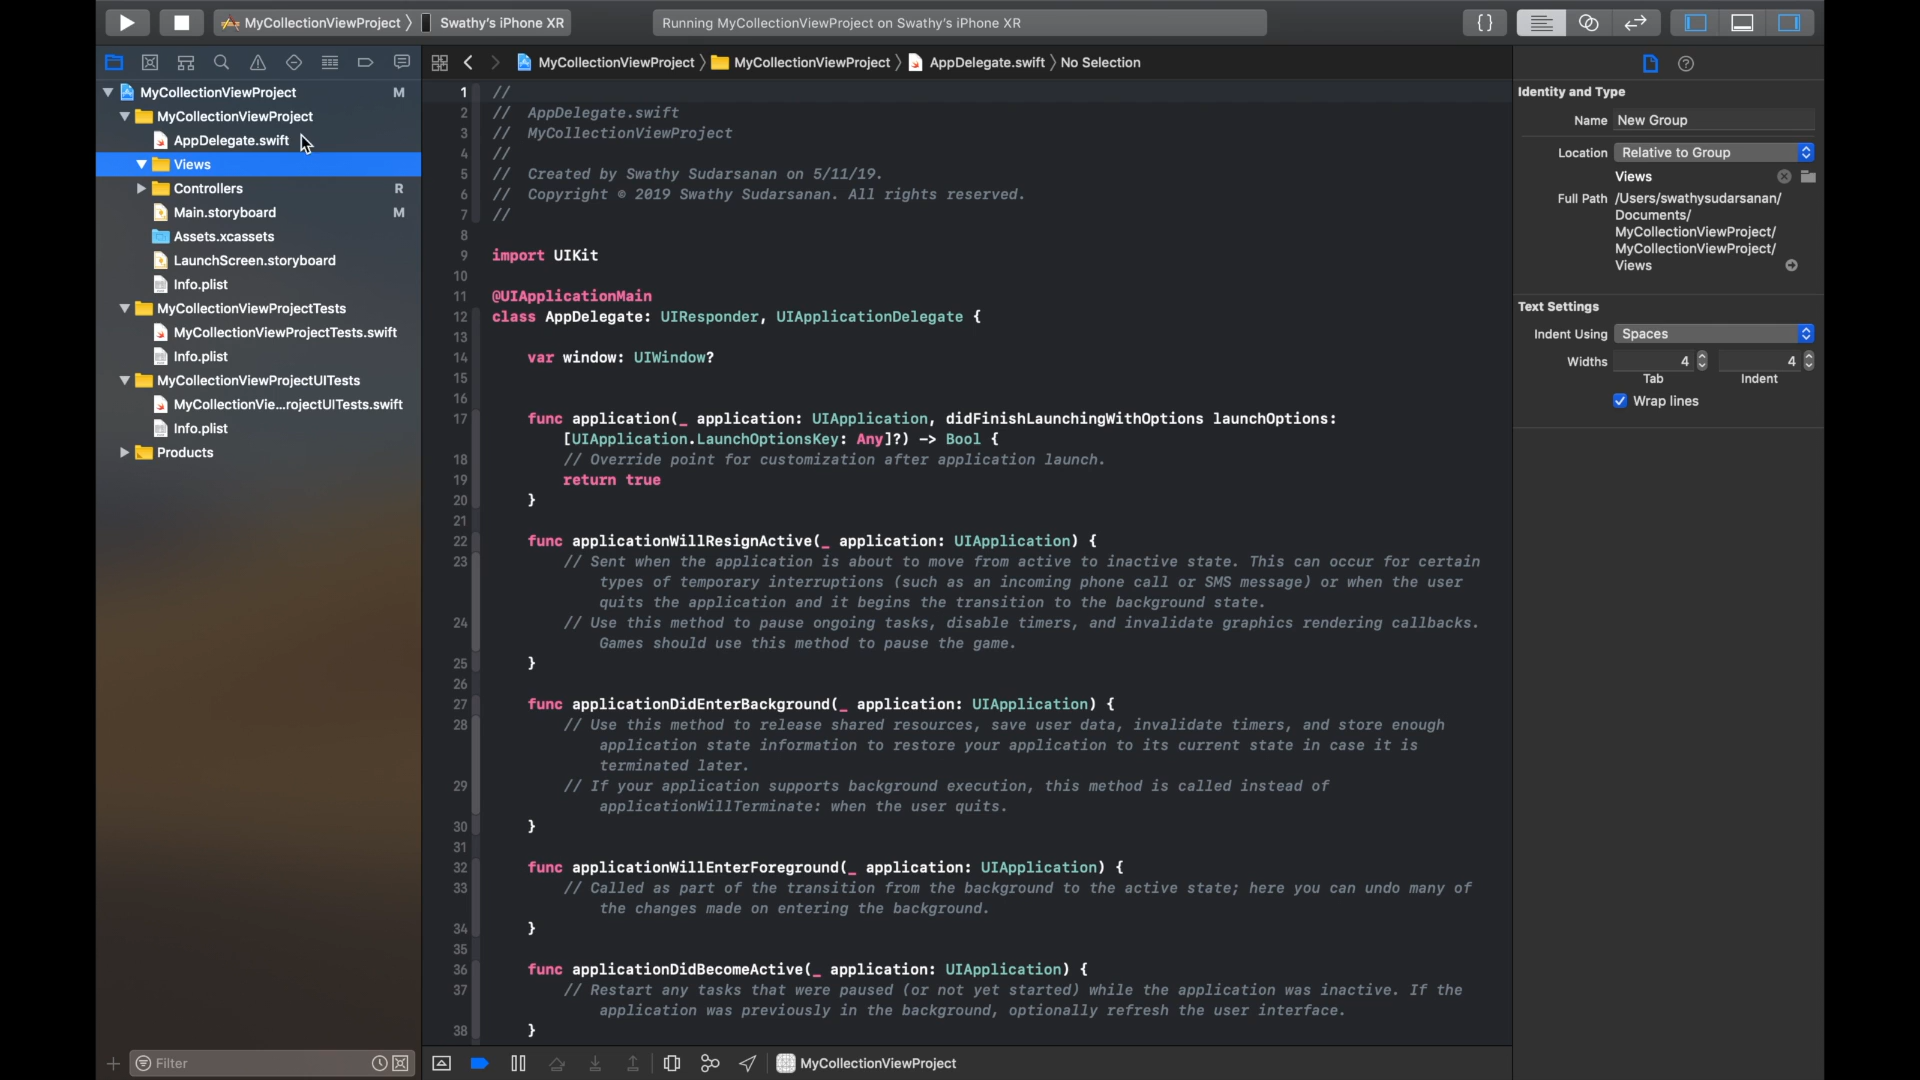 MyCollectionViewProject 〉 Swathy's iPhone XR
Running MyCollectionViewProject on Swathy's iPhone XR
{}
MyCollectionViewProject 〉 MyCollectionViewProject 〉 AppDelegate.swift 〉 No Selection
MyCollectionViewProject M
MyCollectionViewProject
AppDelegate.swift
Views
Controllers R
Main.storyboard M
Assets.xcassets
LaunchScreen.storyboard
Info.plist
MyCollectionViewProjectTests
MyCollectionViewProjectTests.swift
Info.plist
MyCollectionViewProjectUITests
MyCollectionVie...rojectUITests.swift
Info.plist
Products
Filter
1 //
2 // AppDelegate.swift
3 // MyCollectionViewProject
4 //
5 // Created by Swathy Sudarsanan on 5/11/19.
6 // Copyright © 2019 Swathy Sudarsanan. All rights reserved.
7 //
8
9 import UIKit
10
11 @UIApplicationMain
12 class AppDelegate: UIResponder, UIApplicationDelegate {
13
14 var window: UIWindow?
15
16
17 func application(_ application: UIApplication, didFinishLaunchingWithOptions launchOptions:
[UIApplication.LaunchOptionsKey: Any]?) -> Bool {
18 // Override point for customization after application launch.
19 return true
20 }
21
22 func applicationWillResignActive(_ application: UIApplication) {
23 // Sent when the application is about to move from active to inactive state. This can occur for certain
types of temporary interruptions (such as an incoming phone call or SMS message) or when the user
quits the application and it begins the transition to the background state.
24 // Use this method to pause ongoing tasks, disable timers, and invalidate graphics rendering callbacks.
Games should use this method to pause the game.
25 }
26
27 func applicationDidEnterBackground(_ application: UIApplication) {
28 // Use this method to release shared resources, save user data, invalidate timers, and store enough
application state information to restore your application to its current state in case it is
terminated later.
29 // If your application supports background execution, this method is called instead of
applicationWillTerminate: when the user quits.
30 }
31
32 func applicationWillEnterForeground(_ application: UIApplication) {
33 // Called as part of the transition from the background to the active state; here you can undo many of
the changes made on entering the background.
34 }
35
36 func applicationDidBecomeActive(_ application: UIApplication) {
37 // Restart any tasks that were paused (or not yet started) while the application was inactive. If the
application was previously in the background, optionally refresh the user interface.
38 }
MyCollectionViewProject
Identity and Type
Name New Group
Location Relative to Group
Views
Full Path /Users/swathysudarsanan/
Documents/
MyCollectionViewProject/
MyCollectionViewProject/
Views
Text Settings
Indent Using Spaces
Widths 4 4
Tab Indent
Wrap lines